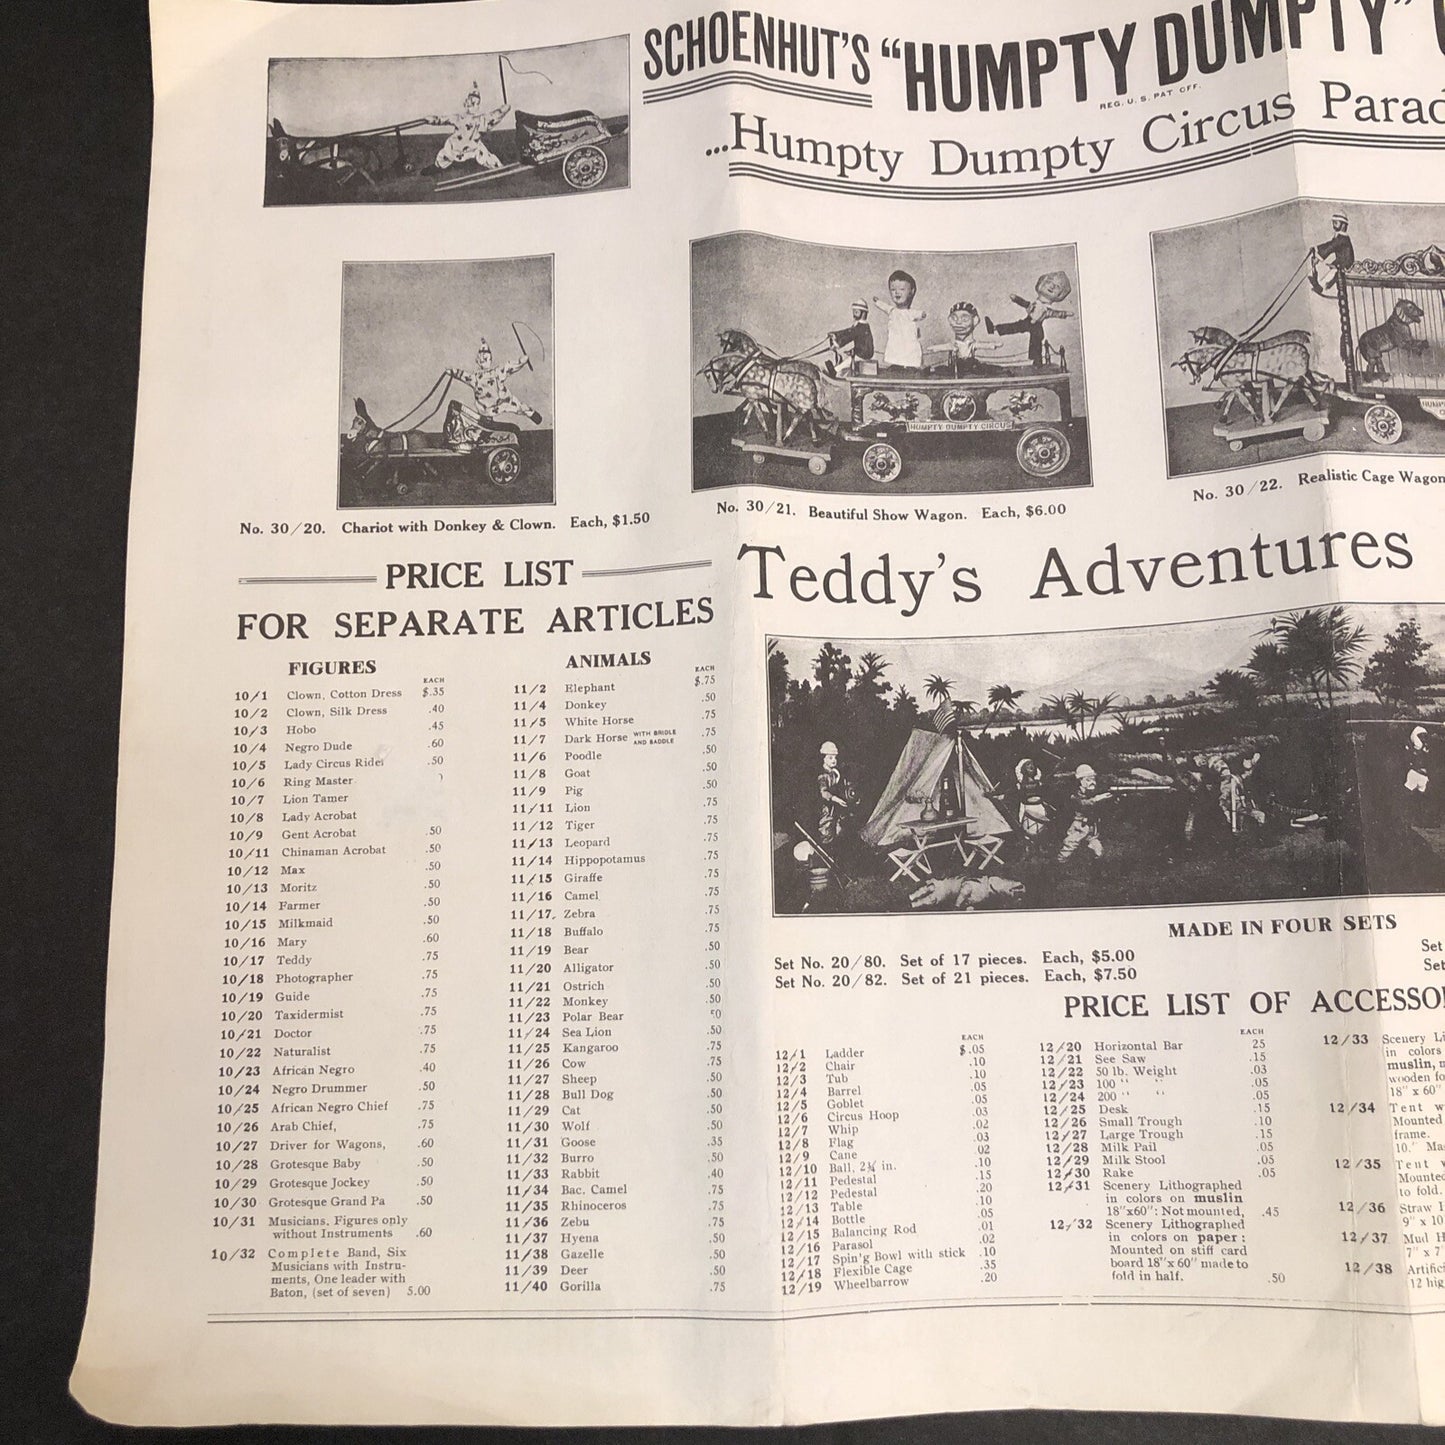 SCHOENHUT'S "HUMPTY DUMPTY"
REG. U. S. PAT OFF.
...Humpty Dumpty Circus Parad
HUMPTY DUMPTY CIRCUS
No. 30/20. Chariot with Donkey & Clown. Each, $1.50
No. 30/21. Beautiful Show Wagon. Each, $6.00
No. 30/22. Realistic Cage Wagon
PRICE LIST
FOR SEPARATE ARTICLES
FIGURES
EACH
10/1 Clown, Cotton Dress $.35
10/2 Clown, Silk Dress .40
10/3 Hobo .45
10/4 Negro Dude .60
10/5 Lady Circus Rider .50
10/6 Ring Master
10/7 Lion Tamer
10/8 Lady Acrobat
10/9 Gent Acrobat .50
10/11 Chinaman Acrobat .50
10/12 Max .50
10/13 Moritz .50
10/14 Farmer .50
10/15 Milkmaid .50
10/16 Mary .60
10/17 Teddy .75
10/18 Photographer .75
10/19 Guide .75
10/20 Taxidermist .75
10/21 Doctor .75
10/22 Naturalist .75
10/23 African Negro .40
10/24 Negro Drummer .50
10/25 African Negro Chief .75
10/26 Arab Chief, .75
10/27 Driver for Wagons, .60
10/28 Grotesque Baby .50
10/29 Grotesque Jockey .50
10/30 Grotesque Grand Pa .50
10/31 Musicians. Figures only
without Instruments .60
10/32 Complete Band, Six
Musicians with Instru-
ments, One leader with
Baton, (set of seven) 5.00
ANIMALS
EACH
11/2 Elephant $.75
11/4 Donkey .50
11/5 White Horse .75
11/7 Dark Horse WITH BRIDLE AND SADDLE .75
11/6 Poodle .50
11/8 Goat .50
11/9 Pig .50
11/11 Lion .75
11/12 Tiger .75
11/13 Leopard .75
11/14 Hippopotamus .75
11/15 Giraffe .75
11/16 Camel .75
11/17. Zebra .75
11/18 Buffalo .75
11/19 Bear .50
11/20 Alligator .50
11/21 Ostrich .50
11/22 Monkey .50
11/23 Polar Bear
11/24 Sea Lion .50
11/25 Kangaroo .75
11/26 Cow .75
11/27 Sheep .50
11/28 Bull Dog .50
11/29 Cat .50
11/30 Wolf .50
11/31 Goose .35
11/32 Burro .50
11/33 Rabbit .40
11/34 Bac. Camel .75
11/35 Rhinoceros .75
11/36 Zebu .75
11/37 Hyena .50
11/38 Gazelle .50
11/39 Deer .50
11/40 Gorilla .75
Teddy's Adventures
MADE IN FOUR SETS
Set No. 20/80. Set of 17 pieces. Each, $5.00
Set No. 20/82. Set of 21 pieces. Each, $7.50
Set
Set
PRICE LIST OF ACCESSO
EACH
12/1 Ladder $.05
12/2 Chair .10
12/3 Tub .10
12/4 Barrel .05
12/5 Goblet .05
12/6 Circus Hoop .03
12/7 Whip .02
12/8 Flag .03
12/9 Cane 02
12/10 Ball, 2¼ in. .10
12/11 Pedestal .15
12/12 Pedestal .20
12/13 Table .10
12/14 Bottle .05
12/15 Balancing Rod .01
12/16 Parasol .02
12/17 Spin'g Bowl with stick .10
12/18 Flexible Cage .35
12/19 Wheelbarrow .20
EACH
12/20 Horizontal Bar 25
12/21 See Saw .15
12/22 50 lb. Weight .03
12/23 100 " " .05
12/24 200 " " .05
12/25 Desk .15
12/26 Small Trough .10
12/27 Large Trough .15
12/28 Milk Pail .05
12/29 Milk Stool .05
12/30 Rake .05
12/31 Scenery Lithographed
in colors on muslin
18"x60": Not mounted, .45
12/32 Scenery Lithographed
in colors on paper:
Mounted on stiff card
board 18"x 60" made to
fold in half. .50
12/33 Scenery Li
in colors
muslin, m
wooden fo
18" x 60"
12/34 Tent w
Mounted
frame.
10." Ma
12/35 Tent w
Mounted
to fold.
12/36 Straw
9" x 10
12/37 Mud H
7" x 7
12/38 Artific
(12 hig